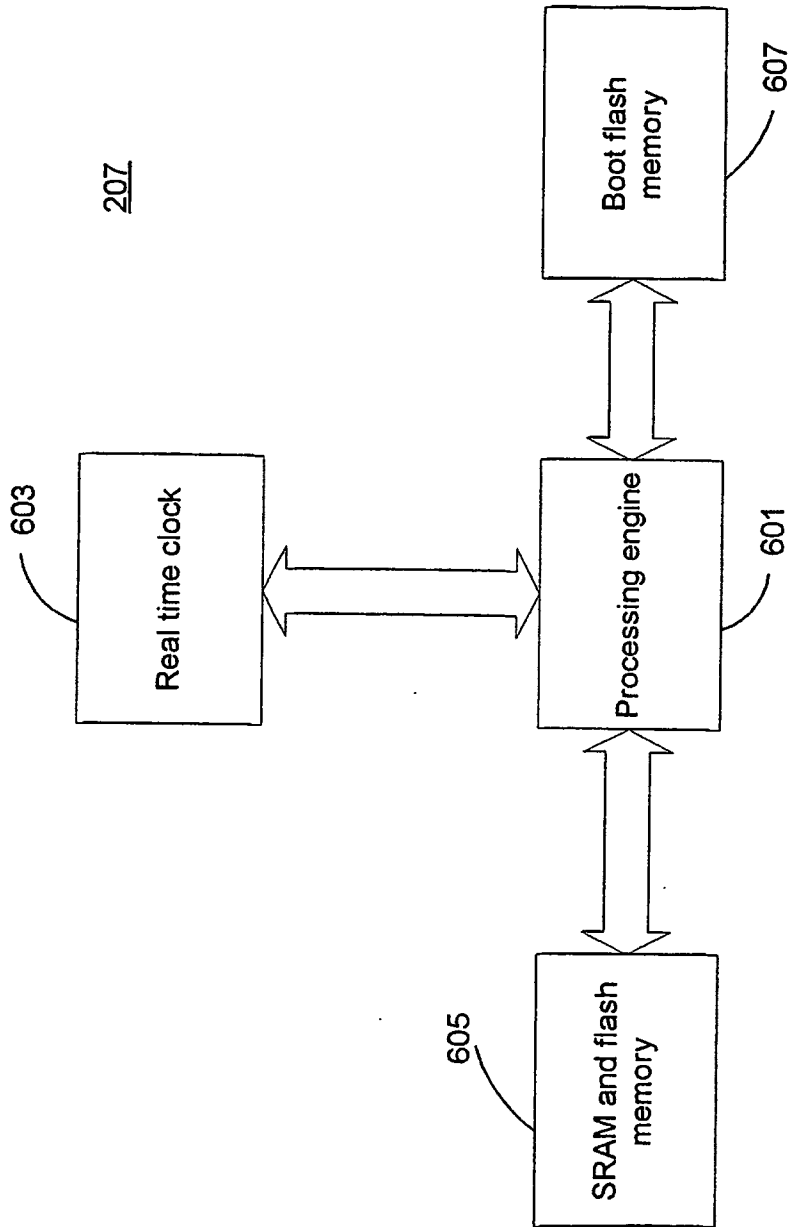 207
603
Real time clock
605
SRAM and flash
memory
Processing engine
601
Boot flash
memory
607